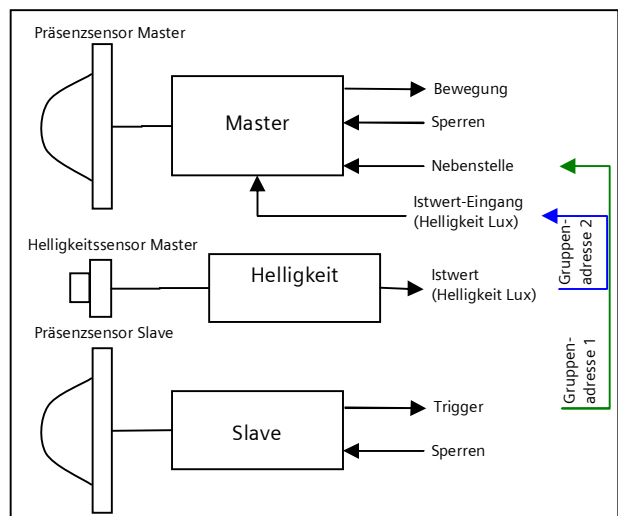 Präsenzsensor Master
Master
Bewegung
Sperren
Nebenstelle
Istwert-Eingang
(Helligkeit Lux)
Helligkeitssensor Master
Helligkeit
Istwert
(Helligkeit Lux)
Gruppen-
adresse 2
Präsenzsensor Slave
Slave
Trigger
Sperren
Gruppen-
adresse 1